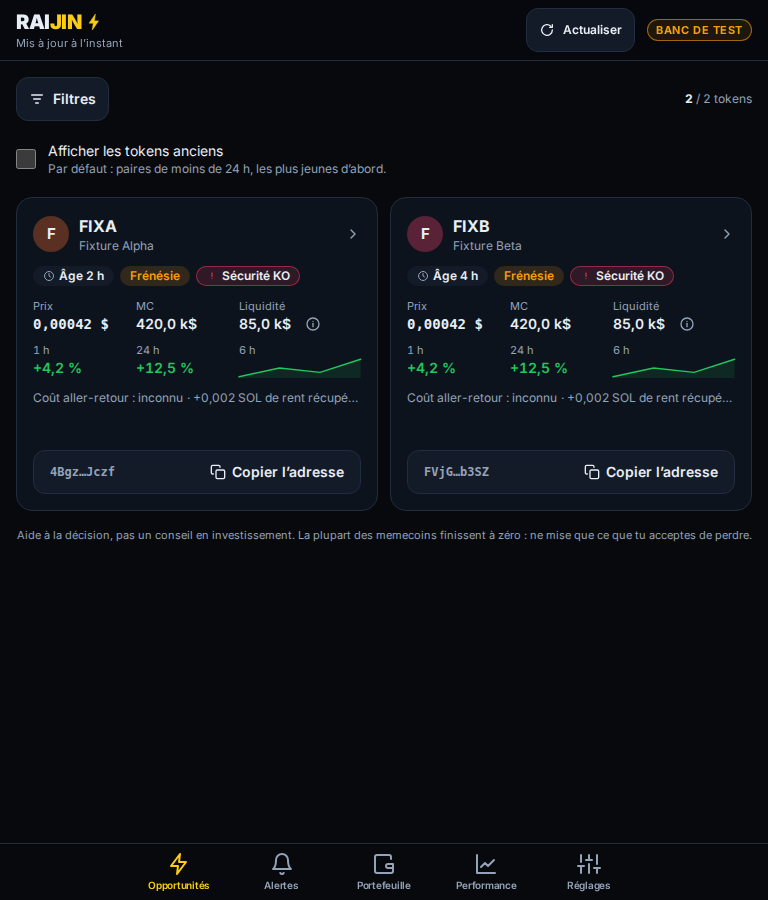 RAIJIN
Mis à jour à l'instant
Actualiser
BANC DE TEST
Filtres
2 / 2 tokens
Afficher les tokens anciens
Par défaut : paires de moins de 24 h, les plus jeunes d'abord.
F
FIXA
Fixture Alpha
Âge 2 h
Frénésie
! Sécurité KO
Prix
MC
Liquidité
0,00042 $
420,0 k$
85,0 k$
1 h
24 h
6 h
+4,2 %
+12,5 %
Coût aller-retour : inconnu · +0,002 SOL de rent récupé…
4Bgz…Jczf
Copier l'adresse
F
FIXB
Fixture Beta
Âge 4 h
Frénésie
! Sécurité KO
Prix
MC
Liquidité
0,00042 $
420,0 k$
85,0 k$
1 h
24 h
6 h
+4,2 %
+12,5 %
Coût aller-retour : inconnu · +0,002 SOL de rent récupé…
FVjG…b3SZ
Copier l'adresse
Aide à la décision, pas un conseil en investissement. La plupart des memecoins finissent à zéro : ne mise que ce que tu acceptes de perdre.
Opportunités
Alertes
Portefeuille
Performance
Réglages